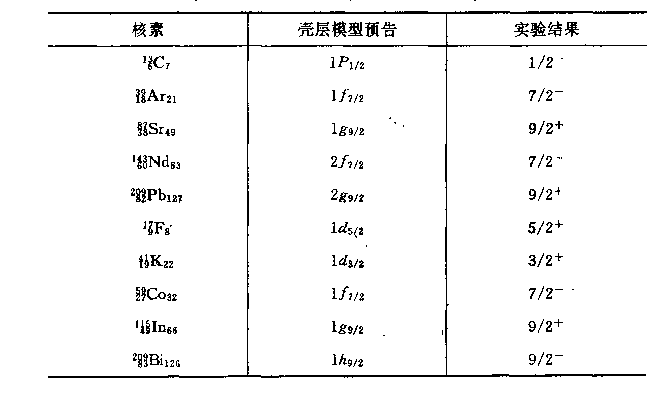 核素 壳层模型预告 实验结果
¹³₆C₇ 1P₁/₂ 1/2⁻
³⁹₁₈Ar₂₁ 1f₇/₂ 7/2⁻
⁸⁷₃₈Sr₄₉ 1g₉/₂ 9/2⁺
¹⁴³₆₀Nd₈₃ 2f₇/₂ 7/2⁻
²⁰⁹₈₂Pb₁₂₇ 2g₉/₂ 9/2⁺
¹⁷₉F₈ 1d₅/₂ 5/2⁺
⁴¹₁₉K₂₂ 1d₃/₂ 3/2⁺
⁵⁹₂₇Co₃₂ 1f₇/₂ 7/2⁻
¹¹⁵₄₉In₆₆ 1g₉/₂ 9/2⁺
²⁰⁹₈₃Bi₁₂₆ 1h₉/₂ 9/2⁻